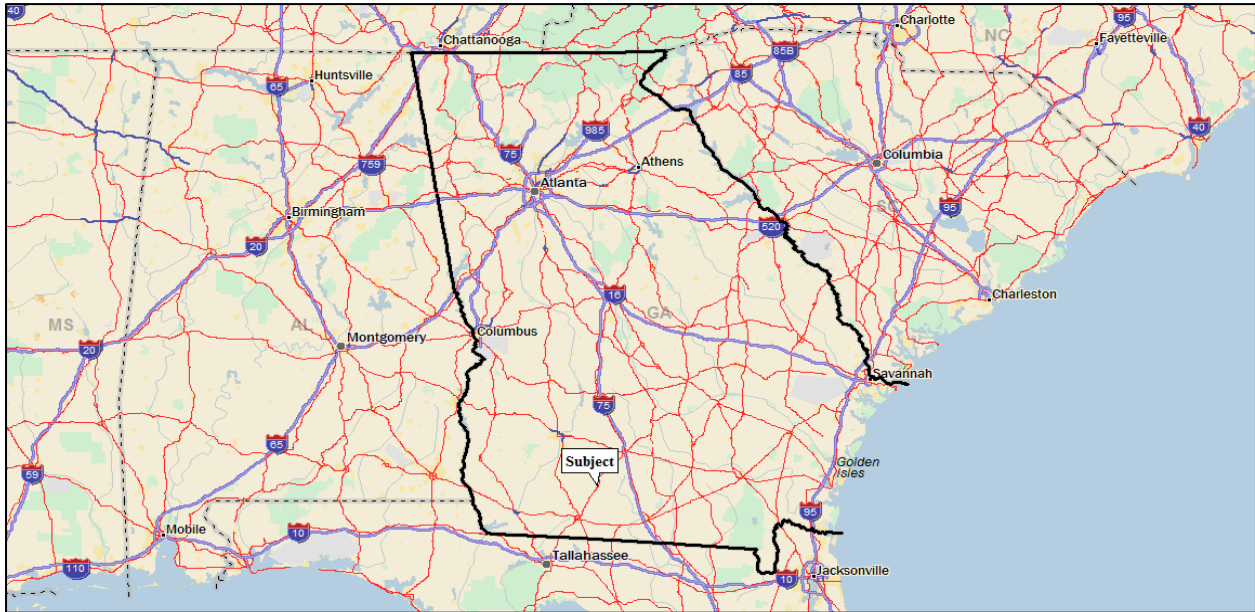 40
Chattanooga
Charlotte
95
85B
NC
Fayetteville
Huntsville
65
85
40
985
75
759
Athens
Columbia
Atlanta
Birmingham
SC
95
520
20
16
GA
Charleston
MS
AL
Columbus
Montgomery
20
Savannah
75
65
Subject
Golden
Isles
59
95
Mobile
10
Tallahassee
110
10
Jacksonville